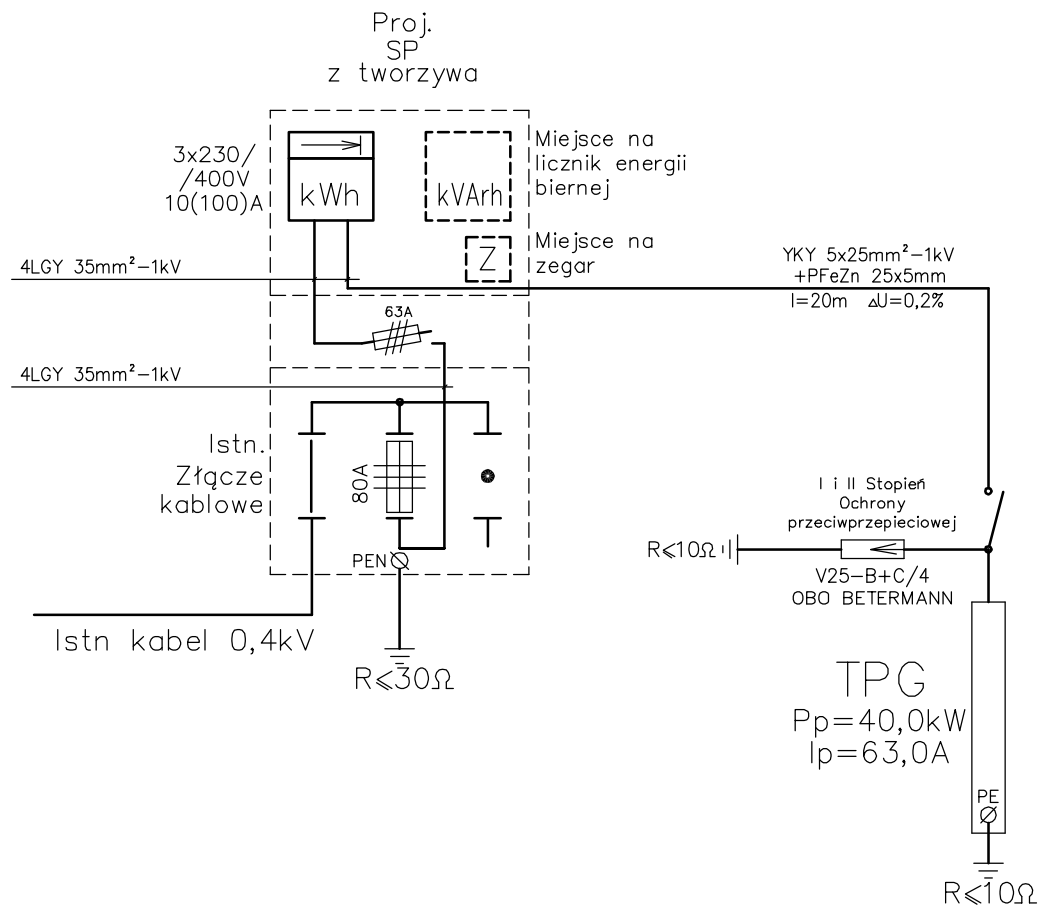 Proj.
SP
z tworzywa
3x230/
/400V
10(100)A
kWh
kVArh
Miejsce na
licznik energii
biernej
Z
Miejsce na
zegar
4LGY 35mm²-1kV
YKY 5x25mm²-1kV
+PFeZn 25x5mm
l=20m ΔU=0,2%
63A
4LGY 35mm²-1kV
Istn.
Złącze
kablowe
80A
PEN
I i II Stopień
Ochrony
przeciwprzepieciowej
R⩽10Ω
V25-B+C/4
OBO BETERMANN
Istn kabel 0,4kV
R⩽30Ω
TPG
Pp=40,0kW
Ip=63,0A
PE
R⩽10Ω